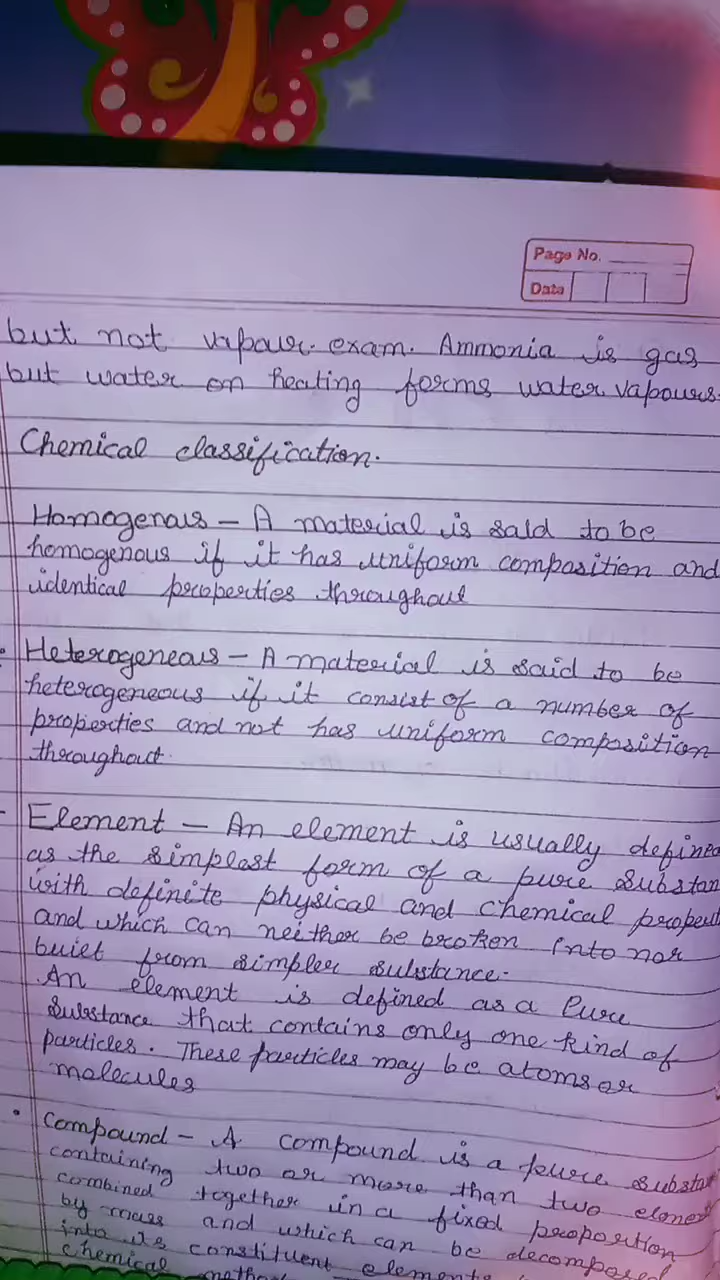 Page No.
Data
but not vapour. exam. Ammonia is gas
but water on heating forms water vapours.
Chemical classification.
Homogenous – A material is said to be
homogenous if it has uniform composition and
identical properties throughout
Heterogeneous – A material is said to be
heterogeneous if it consist of a number of
properties and not has uniform composition
throughout.
Element – An element is usually define
as the simplest form of a pure substan
with definite physical and chemical propert
and which can neither be broken into nor
buiet from simpler substance.
An element is defined as a Pure
substance that contains only one kind of
particles. These particles may be atoms or
molecules
Compound – A compound is a pure substan
containing two or more than two elemen
combined together in a fixed proportion
by mass and which can be decompose
into its constituent elements
chemical